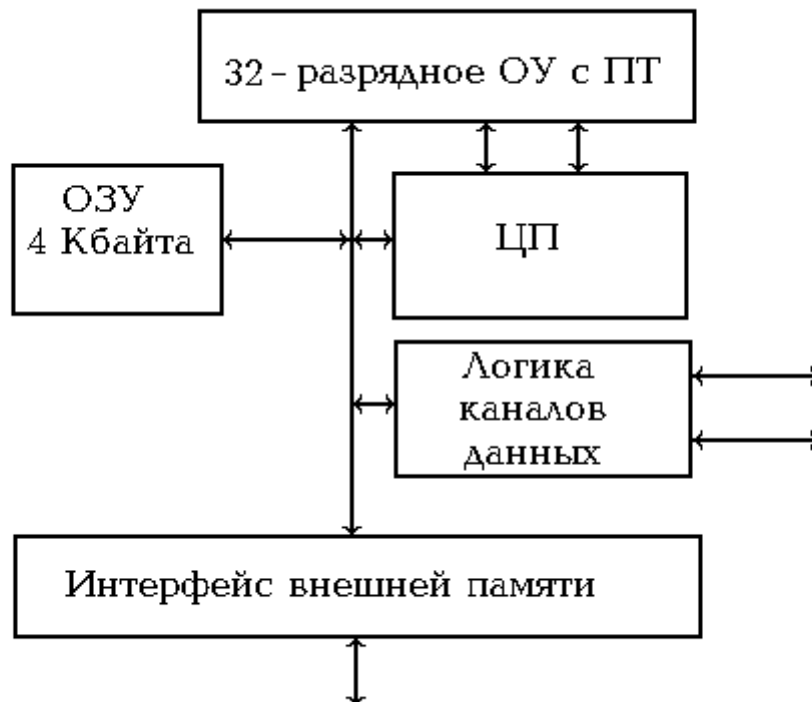 32 - разрядное ОУ с ПТ
ОЗУ
4 Кбайта
ЦП
Логика
каналов
данных
Интерфейс внешней памяти